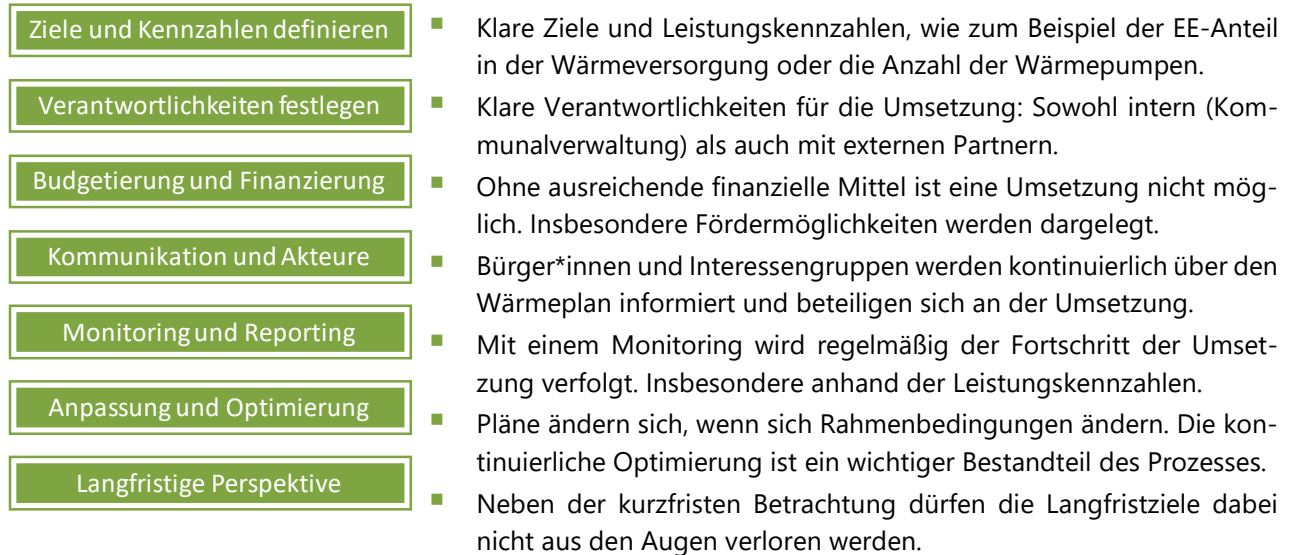 Ziele und Kennzahlen definieren
Verantwortlichkeiten festlegen
Budgetierung und Finanzierung
Kommunikation und Akteure
Monitoring und Reporting
Anpassung und Optimierung
Langfristige Perspektive
▪ Klare Ziele und Leistungskennzahlen, wie zum Beispiel der EE-Anteil
in der Wärmeversorgung oder die Anzahl der Wärmepumpen.
▪ Klare Verantwortlichkeiten für die Umsetzung: Sowohl intern (Kom-
munalverwaltung) als auch mit externen Partnern.
▪ Ohne ausreichende finanzielle Mittel ist eine Umsetzung nicht mög-
lich. Insbesondere Fördermöglichkeiten werden dargelegt.
▪ Bürger*innen und Interessengruppen werden kontinuierlich über den
Wärmeplan informiert und beteiligen sich an der Umsetzung.
▪ Mit einem Monitoring wird regelmäßig der Fortschritt der Umset-
zung verfolgt. Insbesondere anhand der Leistungskennzahlen.
▪ Pläne ändern sich, wenn sich Rahmenbedingungen ändern. Die kon-
tinuierliche Optimierung ist ein wichtiger Bestandteil des Prozesses.
▪ Neben der kurzfristen Betrachtung dürfen die Langfristziele dabei
nicht aus den Augen verloren werden.